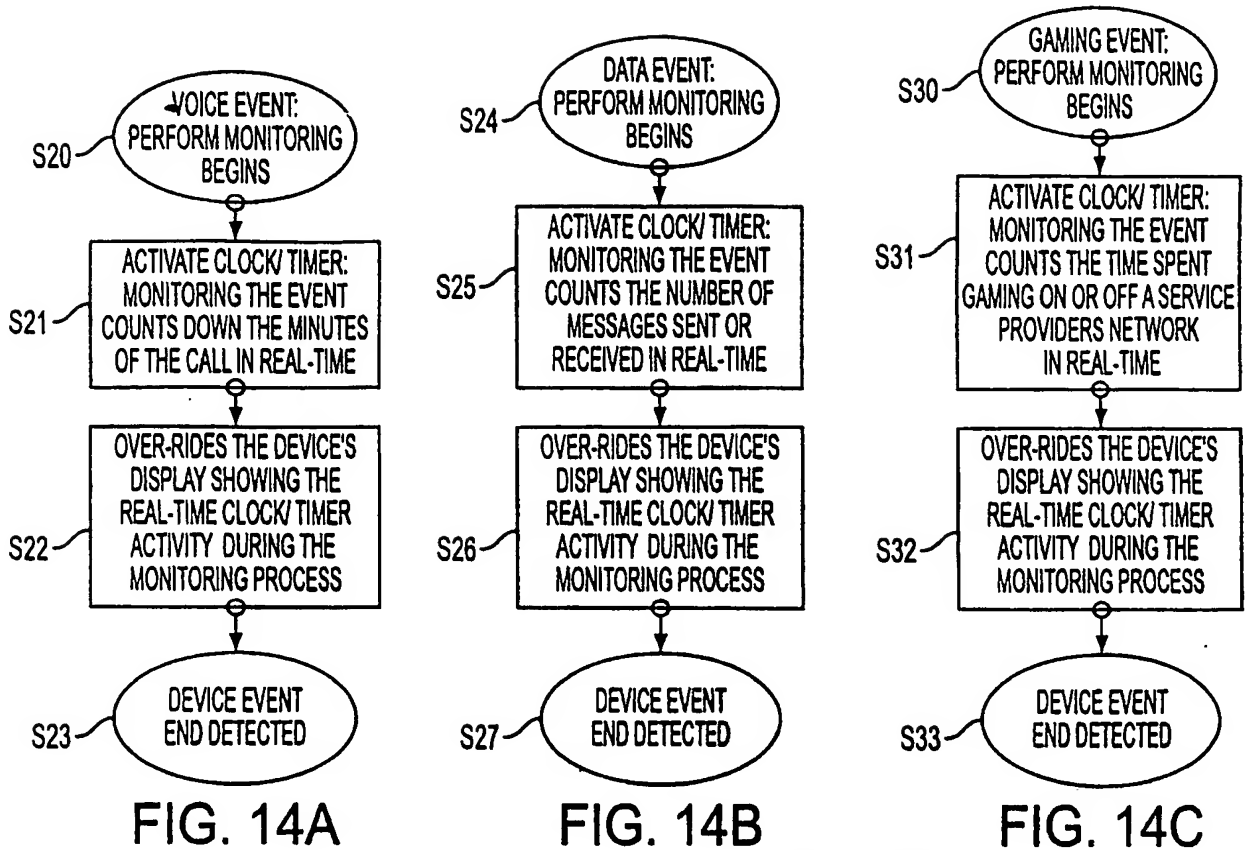 VOICE EVENT:
PERFORM MONITORING
BEGINS
S20
ACTIVATE CLOCK/ TIMER:
MONITORING THE EVENT
COUNTS DOWN THE MINUTES
OF THE CALL IN REAL-TIME
S21
OVER-RIDES THE DEVICE'S
DISPLAY SHOWING THE
REAL-TIME CLOCK/ TIMER
ACTIVITY DURING THE
MONITORING PROCESS
S22
DEVICE EVENT
END DETECTED
S23
FIG. 14A
DATA EVENT:
PERFORM MONITORING
BEGINS
S24
ACTIVATE CLOCK/ TIMER:
MONITORING THE EVENT
COUNTS THE NUMBER OF
MESSAGES SENT OR
RECEIVED IN REAL-TIME
S25
OVER-RIDES THE DEVICE'S
DISPLAY SHOWING THE
REAL-TIME CLOCK/ TIMER
ACTIVITY DURING THE
MONITORING PROCESS
S26
DEVICE EVENT
END DETECTED
S27
FIG. 14B
GAMING EVENT:
PERFORM MONITORING
BEGINS
S30
ACTIVATE CLOCK/ TIMER:
MONITORING THE EVENT
COUNTS THE TIME SPENT
GAMING ON OR OFF A SERVICE
PROVIDERS NETWORK
IN REAL-TIME
S31
OVER-RIDES THE DEVICE'S
DISPLAY SHOWING THE
REAL-TIME CLOCK/ TIMER
ACTIVITY DURING THE
MONITORING PROCESS
S32
DEVICE EVENT
END DETECTED
S33
FIG. 14C